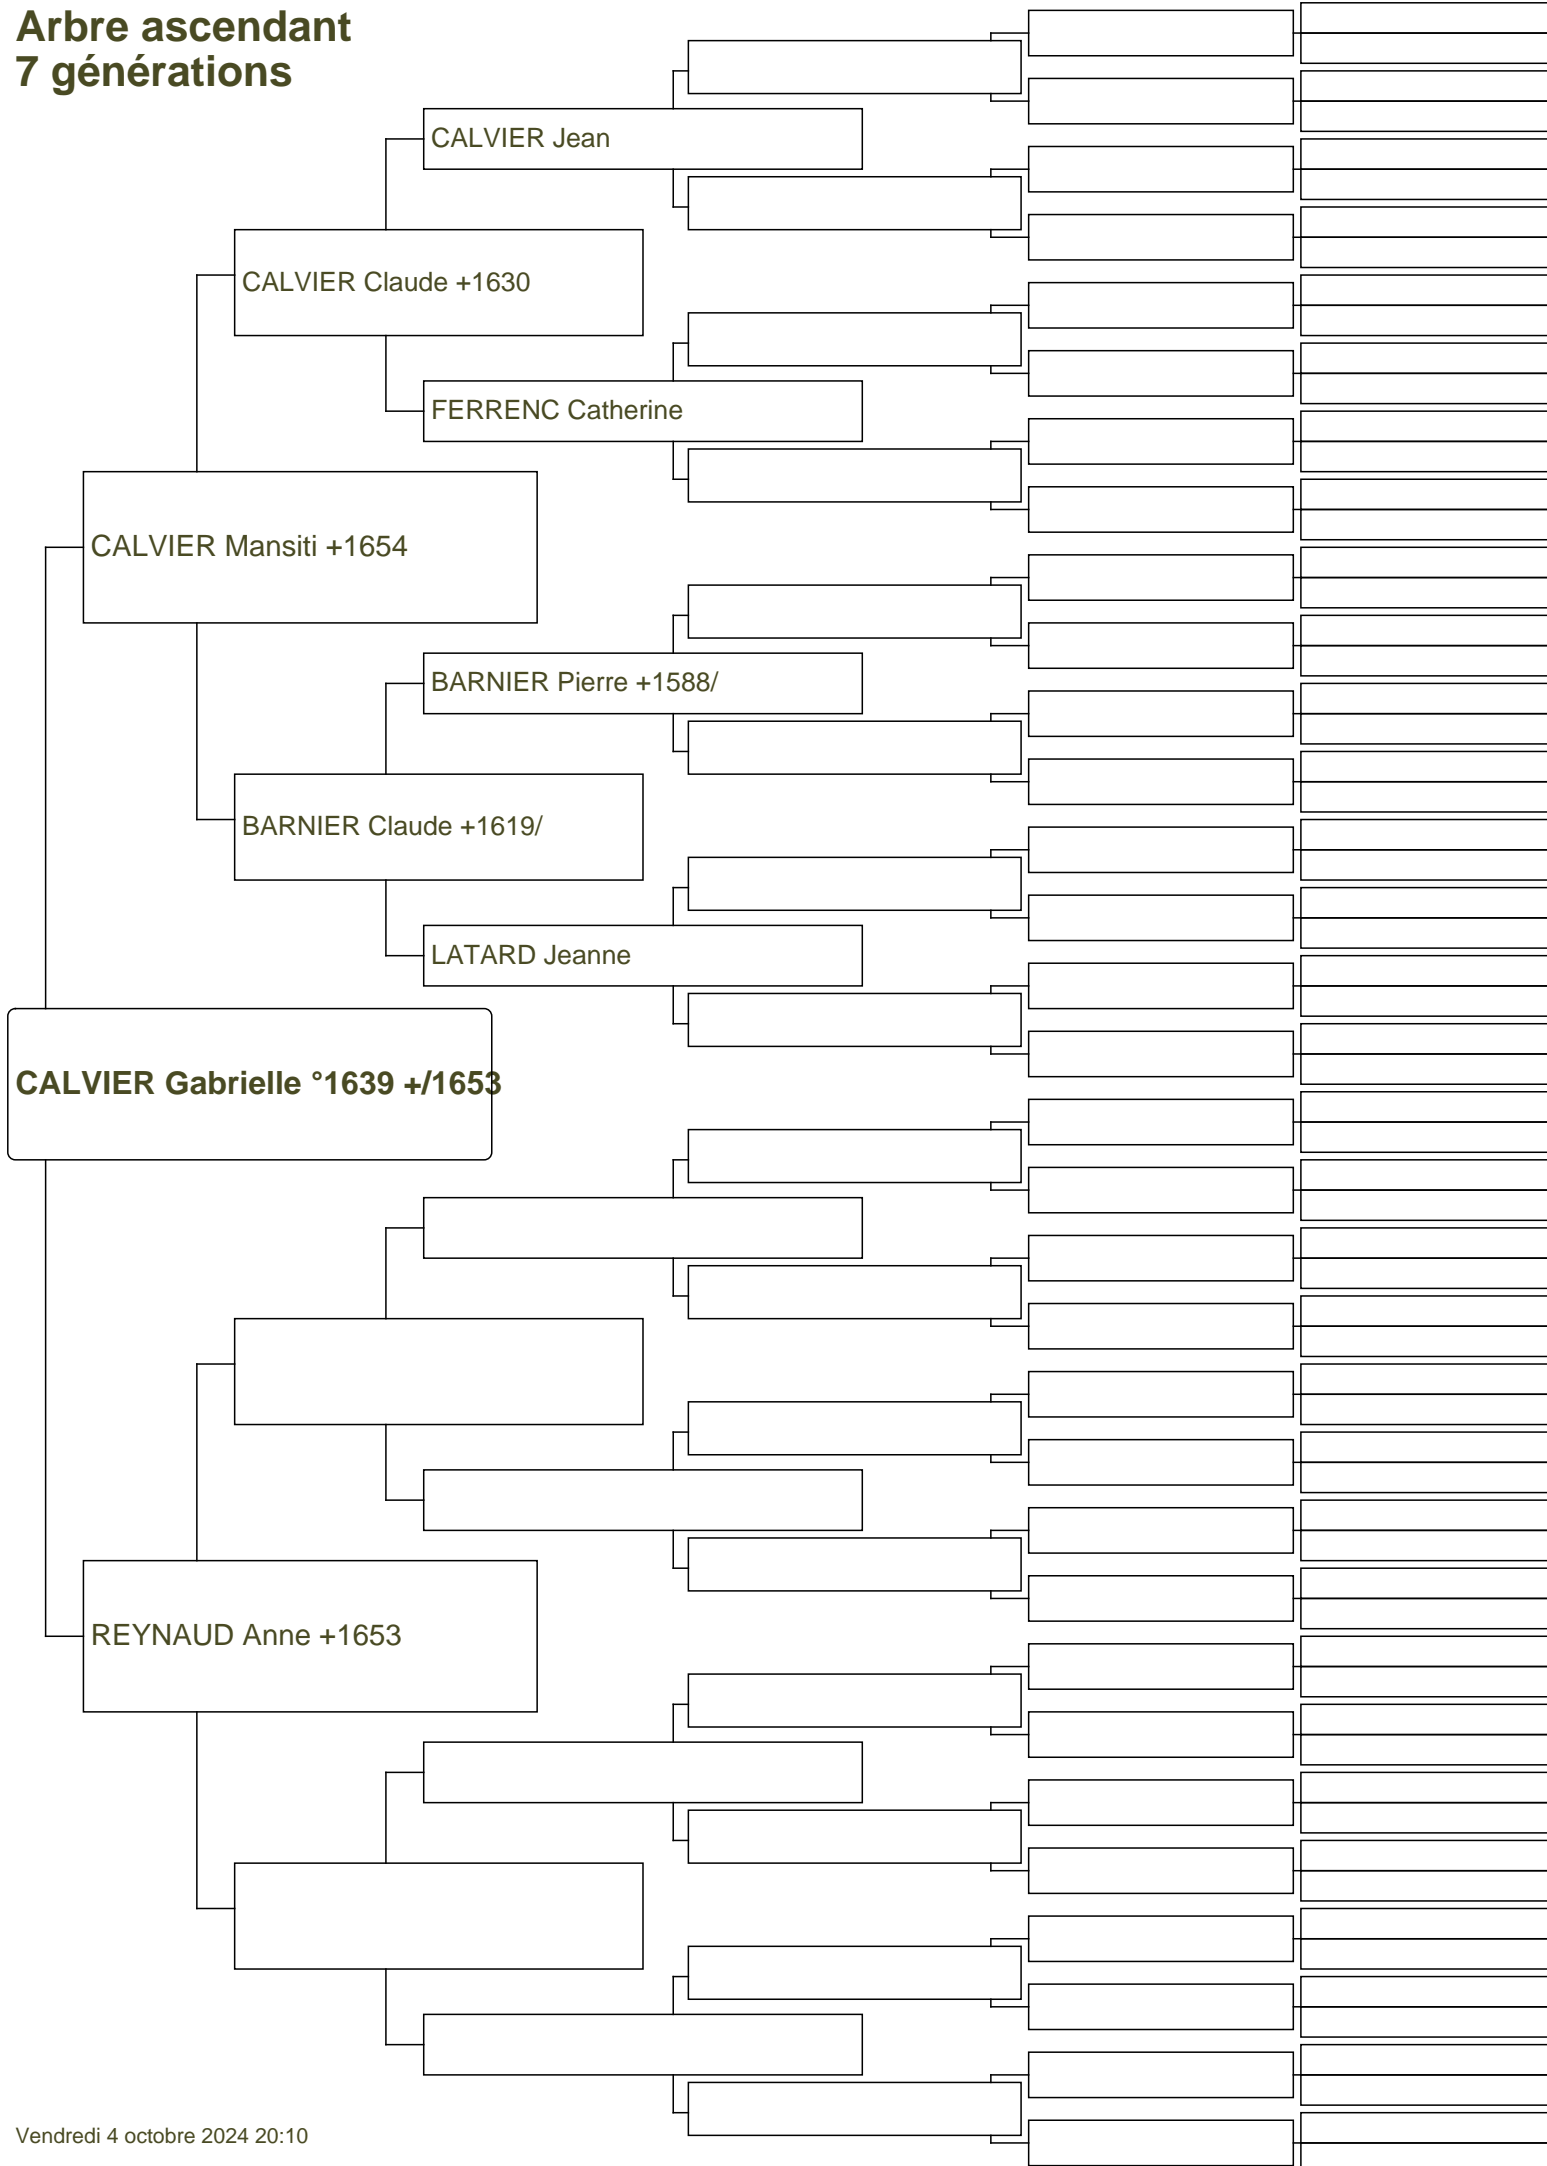 Arbre ascendant
7 générations
CALVIER Jean
CALVIER Claude +1630
FERRENC Catherine
CALVIER Mansiti +1654
BARNIER Pierre +1588/
BARNIER Claude +1619/
LATARD Jeanne
CALVIER Gabrielle °1639 +/1653
REYNAUD Anne +1653
Vendredi 4 octobre 2024 20:10